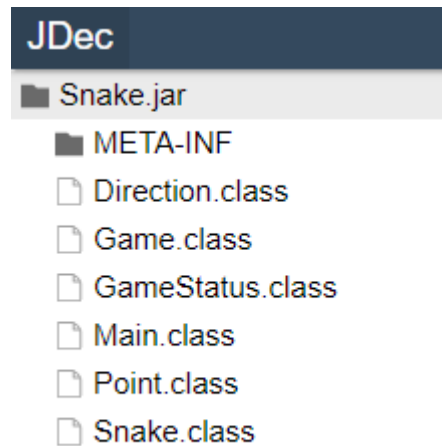 JDec
Snake.jar
META-INF
Direction.class
Game.class
GameStatus.class
Main.class
Point.class
Snake.class